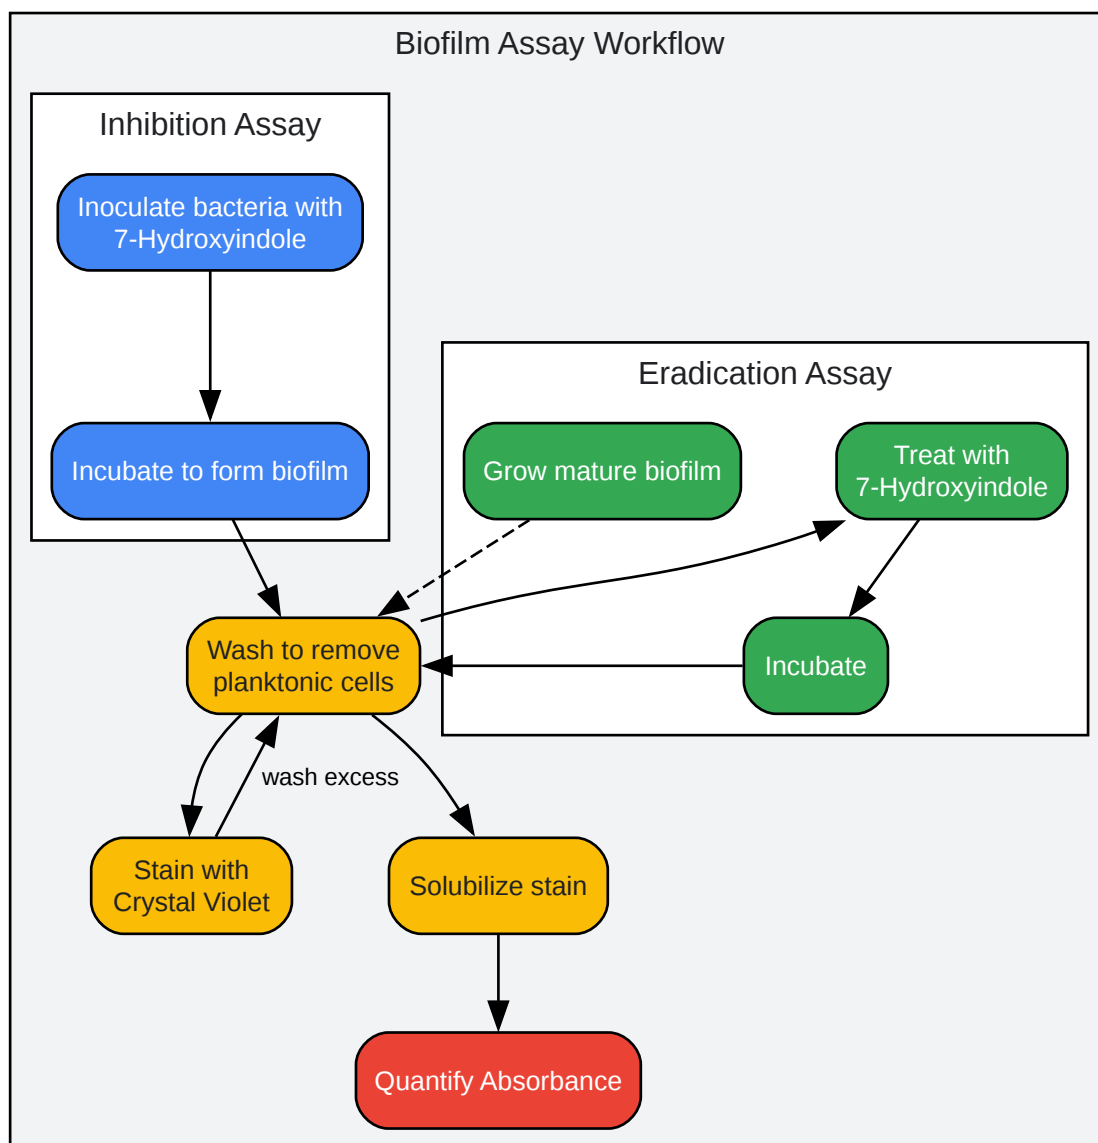 Biofilm Assay Workflow
Inhibition Assay
Inoculate bacteria with
7-Hydroxyindole
Incubate to form biofilm
Eradication Assay
Grow mature biofilm
Treat with
7-Hydroxyindole
Incubate
Wash to remove
planktonic cells
wash excess
Stain with
Crystal Violet
Solubilize stain
Quantify Absorbance